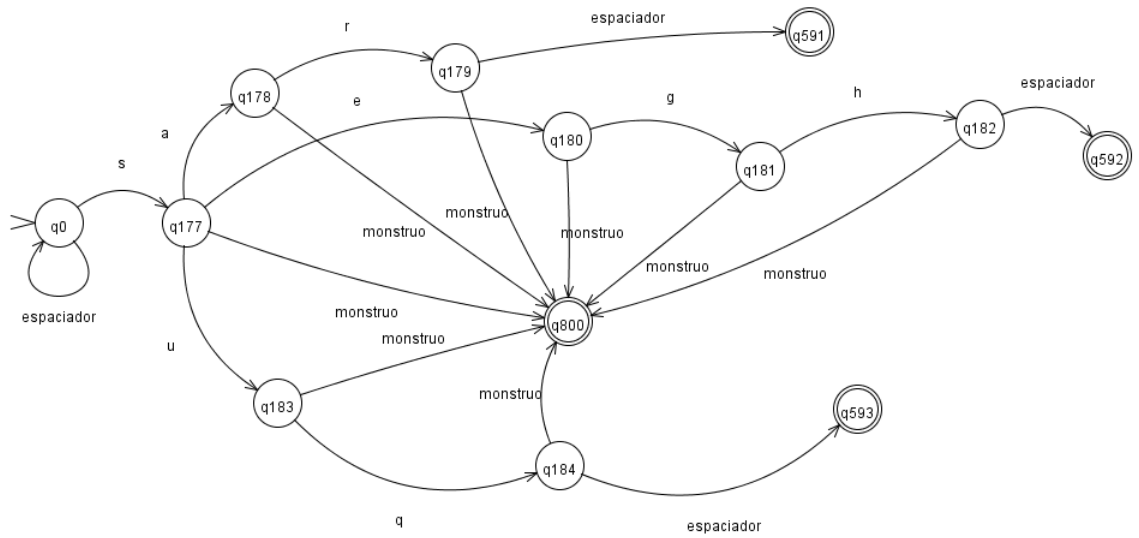 espaciador
r
q591
q179
q178
e
g
h
espaciador
a
q180
q182
q592
s
q181
q0
q177
monstruo
monstruo
monstruo
monstruo
monstruo
espaciador
monstruo
q800
u
monstruo
q183
monstruo
q593
q184
q
espaciador